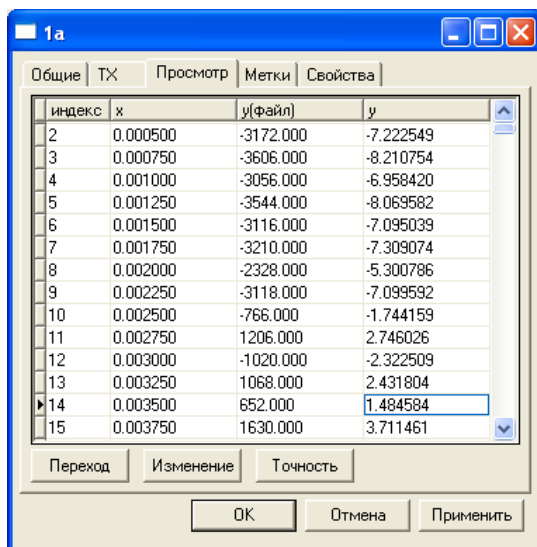 1a
Общие TX Просмотр Метки Свойства
индекс x y(файл) y
2 0.000500 -3172.000 -7.222549
3 0.000750 -3606.000 -8.210754
4 0.001000 -3056.000 -6.958420
5 0.001250 -3544.000 -8.069582
6 0.001500 -3116.000 -7.095039
7 0.001750 -3210.000 -7.309074
8 0.002000 -2328.000 -5.300786
9 0.002250 -3118.000 -7.099592
10 0.002500 -766.000 -1.744159
11 0.002750 1206.000 2.746026
12 0.003000 -1020.000 -2.322509
13 0.003250 1068.000 2.431804
14 0.003500 652.000 1.484584
15 0.003750 1630.000 3.711461
Переход Изменение Точность
OK Отмена Применить